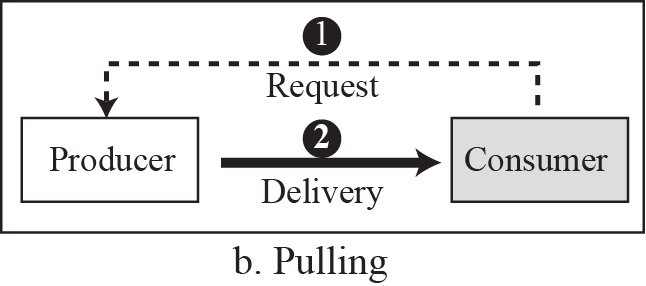 1
Request
2
Producer
Consumer
Delivery
b. Pulling